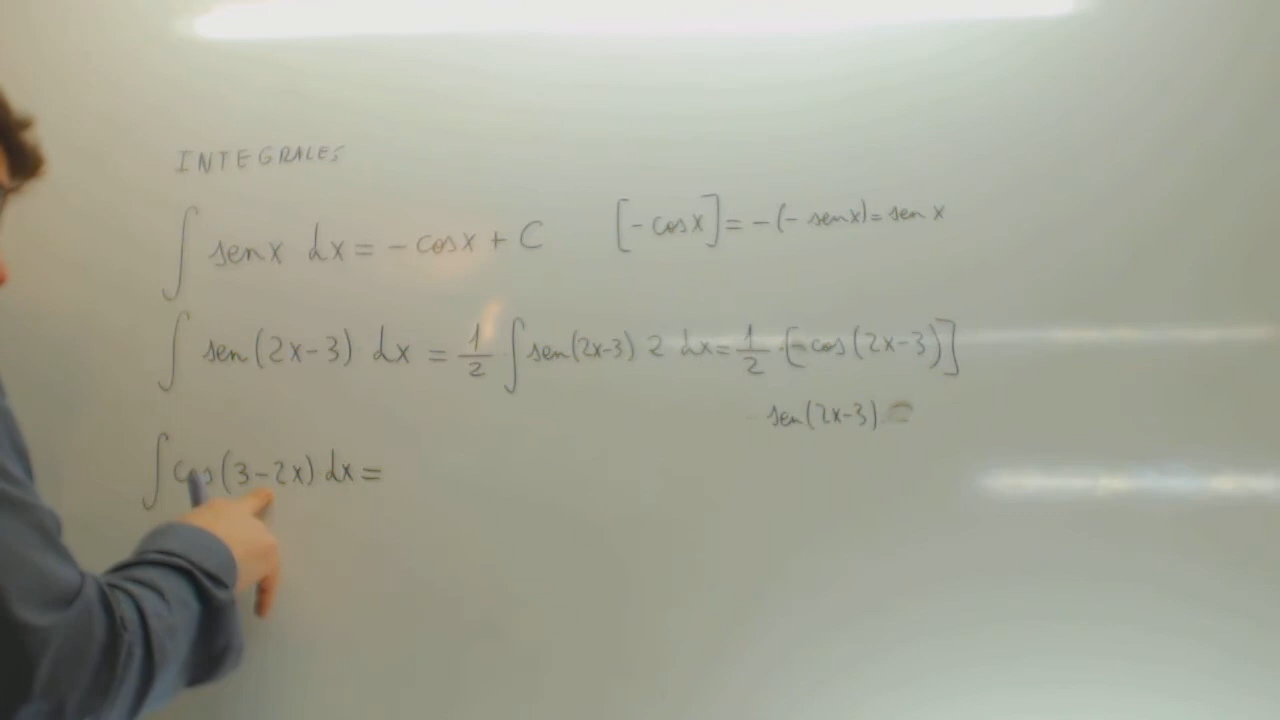 INTEGRALES
∫ sen x dx = - cos x + C [- cos x] = - (- sen x) = sen x
∫ sen (2x-3) dx = 1/2 ∫ sen (2x-3) 2 dx = 1/2 · [- cos (2x-3)]
sen (2x-3)
∫ cos (3-2x) dx =